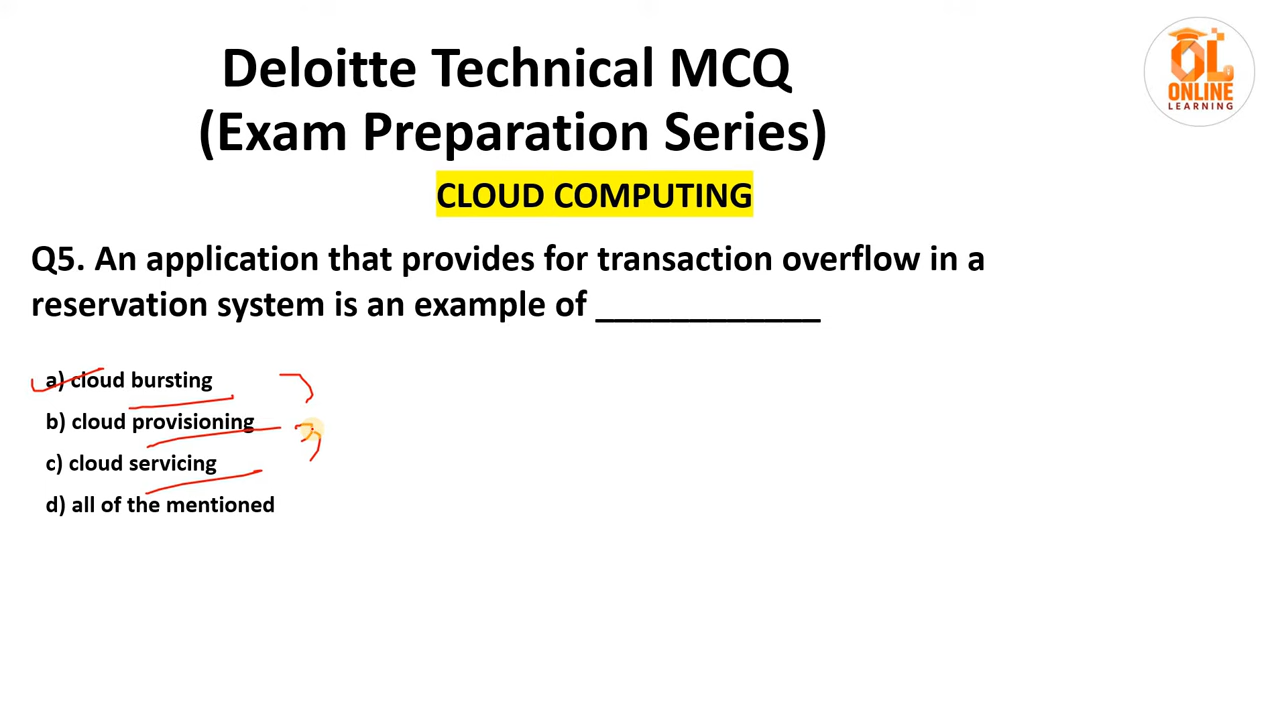 Deloitte Technical MCQ
(Exam Preparation Series)
OL
ONLINE
LEARNING
CLOUD COMPUTING
Q5. An application that provides for transaction overflow in a
reservation system is an example of ____________
a) cloud bursting
b) cloud provisioning
c) cloud servicing
d) all of the mentioned